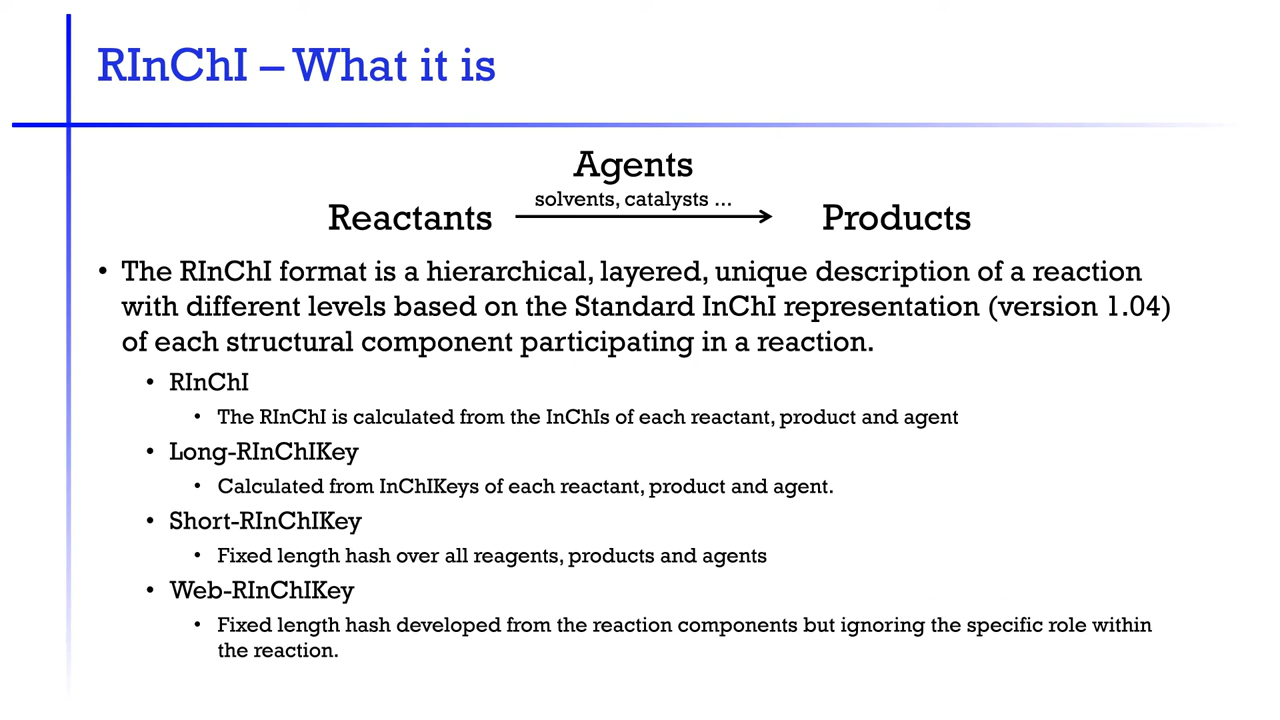 RInChI – What it is
Agents
solvents, catalysts ...
Reactants
Products
• The RInChI format is a hierarchical, layered, unique description of a reaction
with different levels based on the Standard InChI representation (version 1.04)
of each structural component participating in a reaction.
• RInChI
• The RInChI is calculated from the InChIs of each reactant, product and agent
• Long-RInChIKey
• Calculated from InChIKeys of each reactant, product and agent.
• Short-RInChIKey
• Fixed length hash over all reagents, products and agents
• Web-RInChIKey
• Fixed length hash developed from the reaction components but ignoring the specific role within
the reaction.